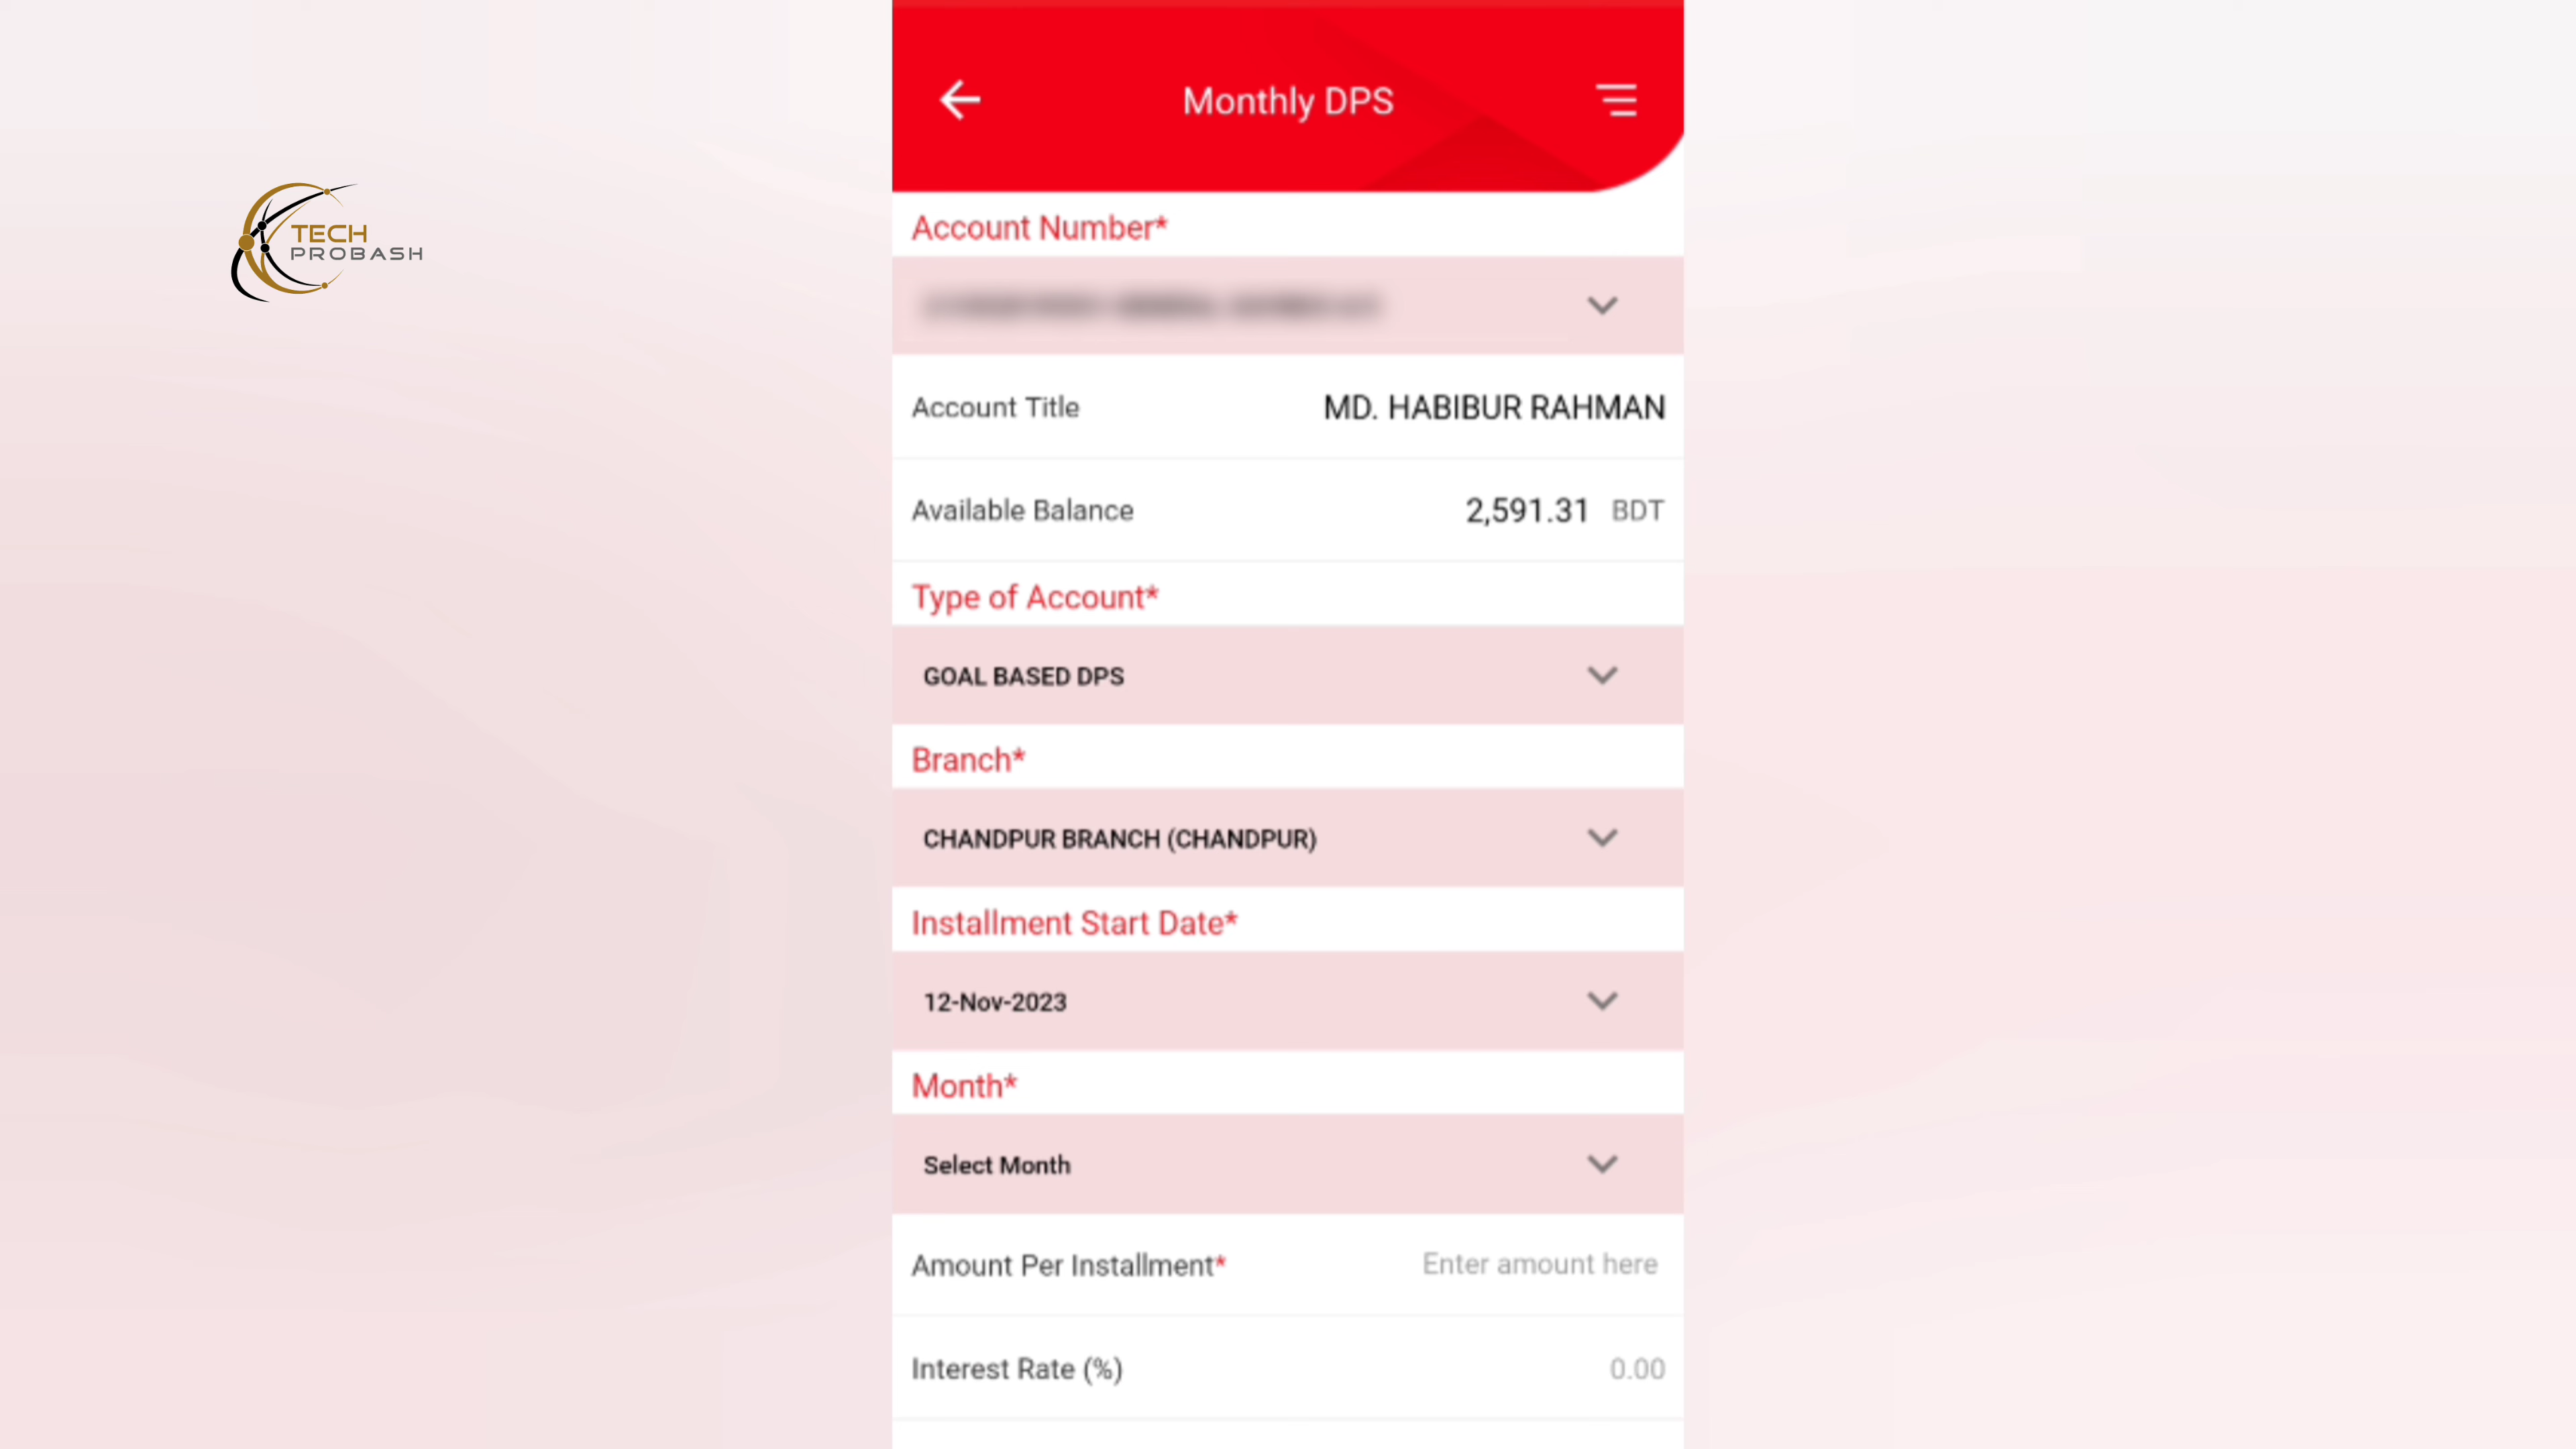 Monthly DPS
TECH
PROBASH
Account Number*
Account Title
MD. HABIBUR RAHMAN
Available Balance
2,591.31 BDT
Type of Account*
GOAL BASED DPS
Branch*
CHANDPUR BRANCH (CHANDPUR)
Installment Start Date*
12-Nov-2023
Month*
Select Month
Amount Per Installment*
Enter amount here
Interest Rate (%)
0.00